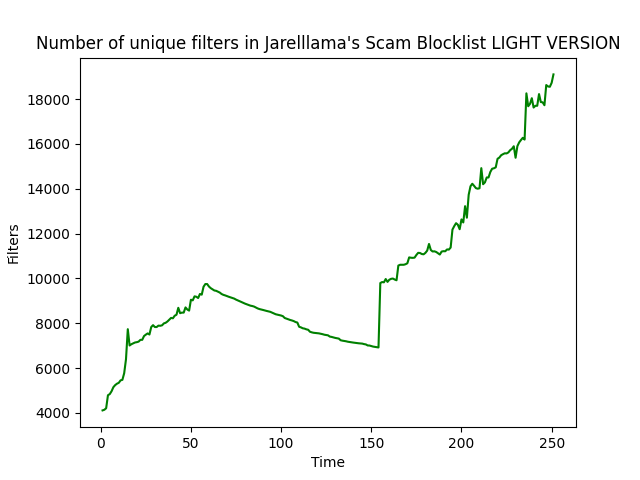 Number of unique filters in Jarelllama's Scam Blocklist LIGHT VERSION
Filters
18000
16000
14000
12000
10000
8000
6000
4000
0 50 100 150 200 250
Time